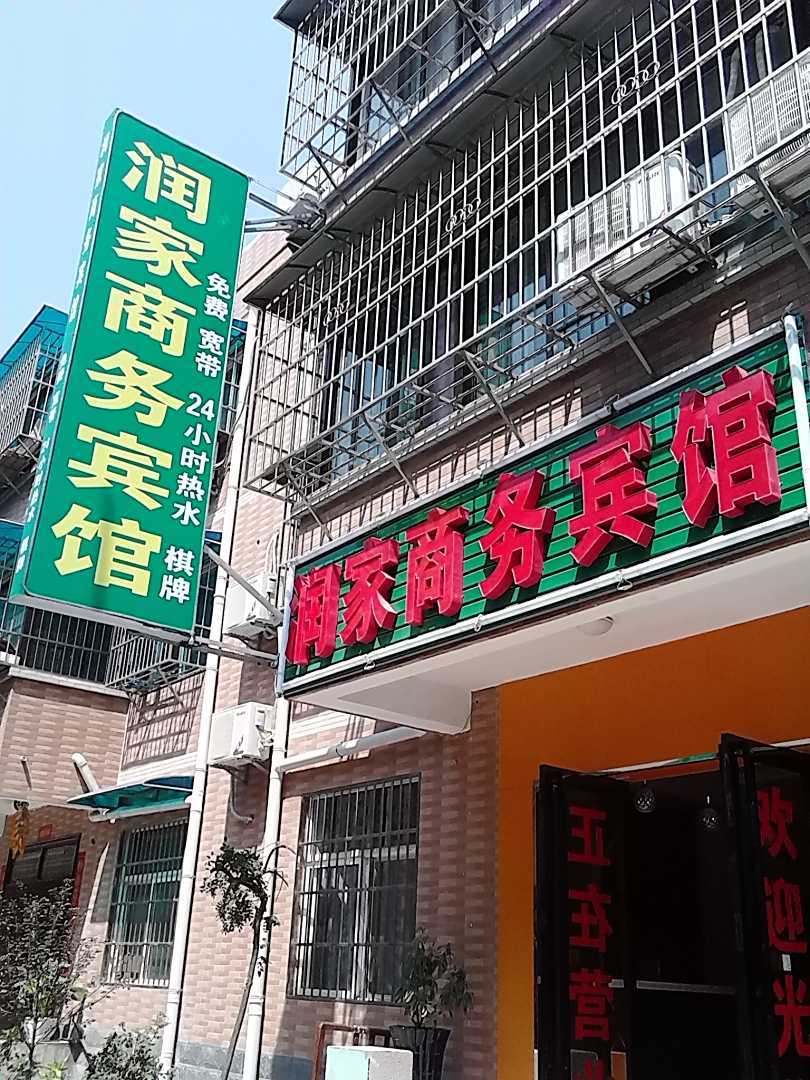 润家商务宾馆
免费 宽带 24小时热水 棋牌
润家商务宾馆
正在营业
欢迎光